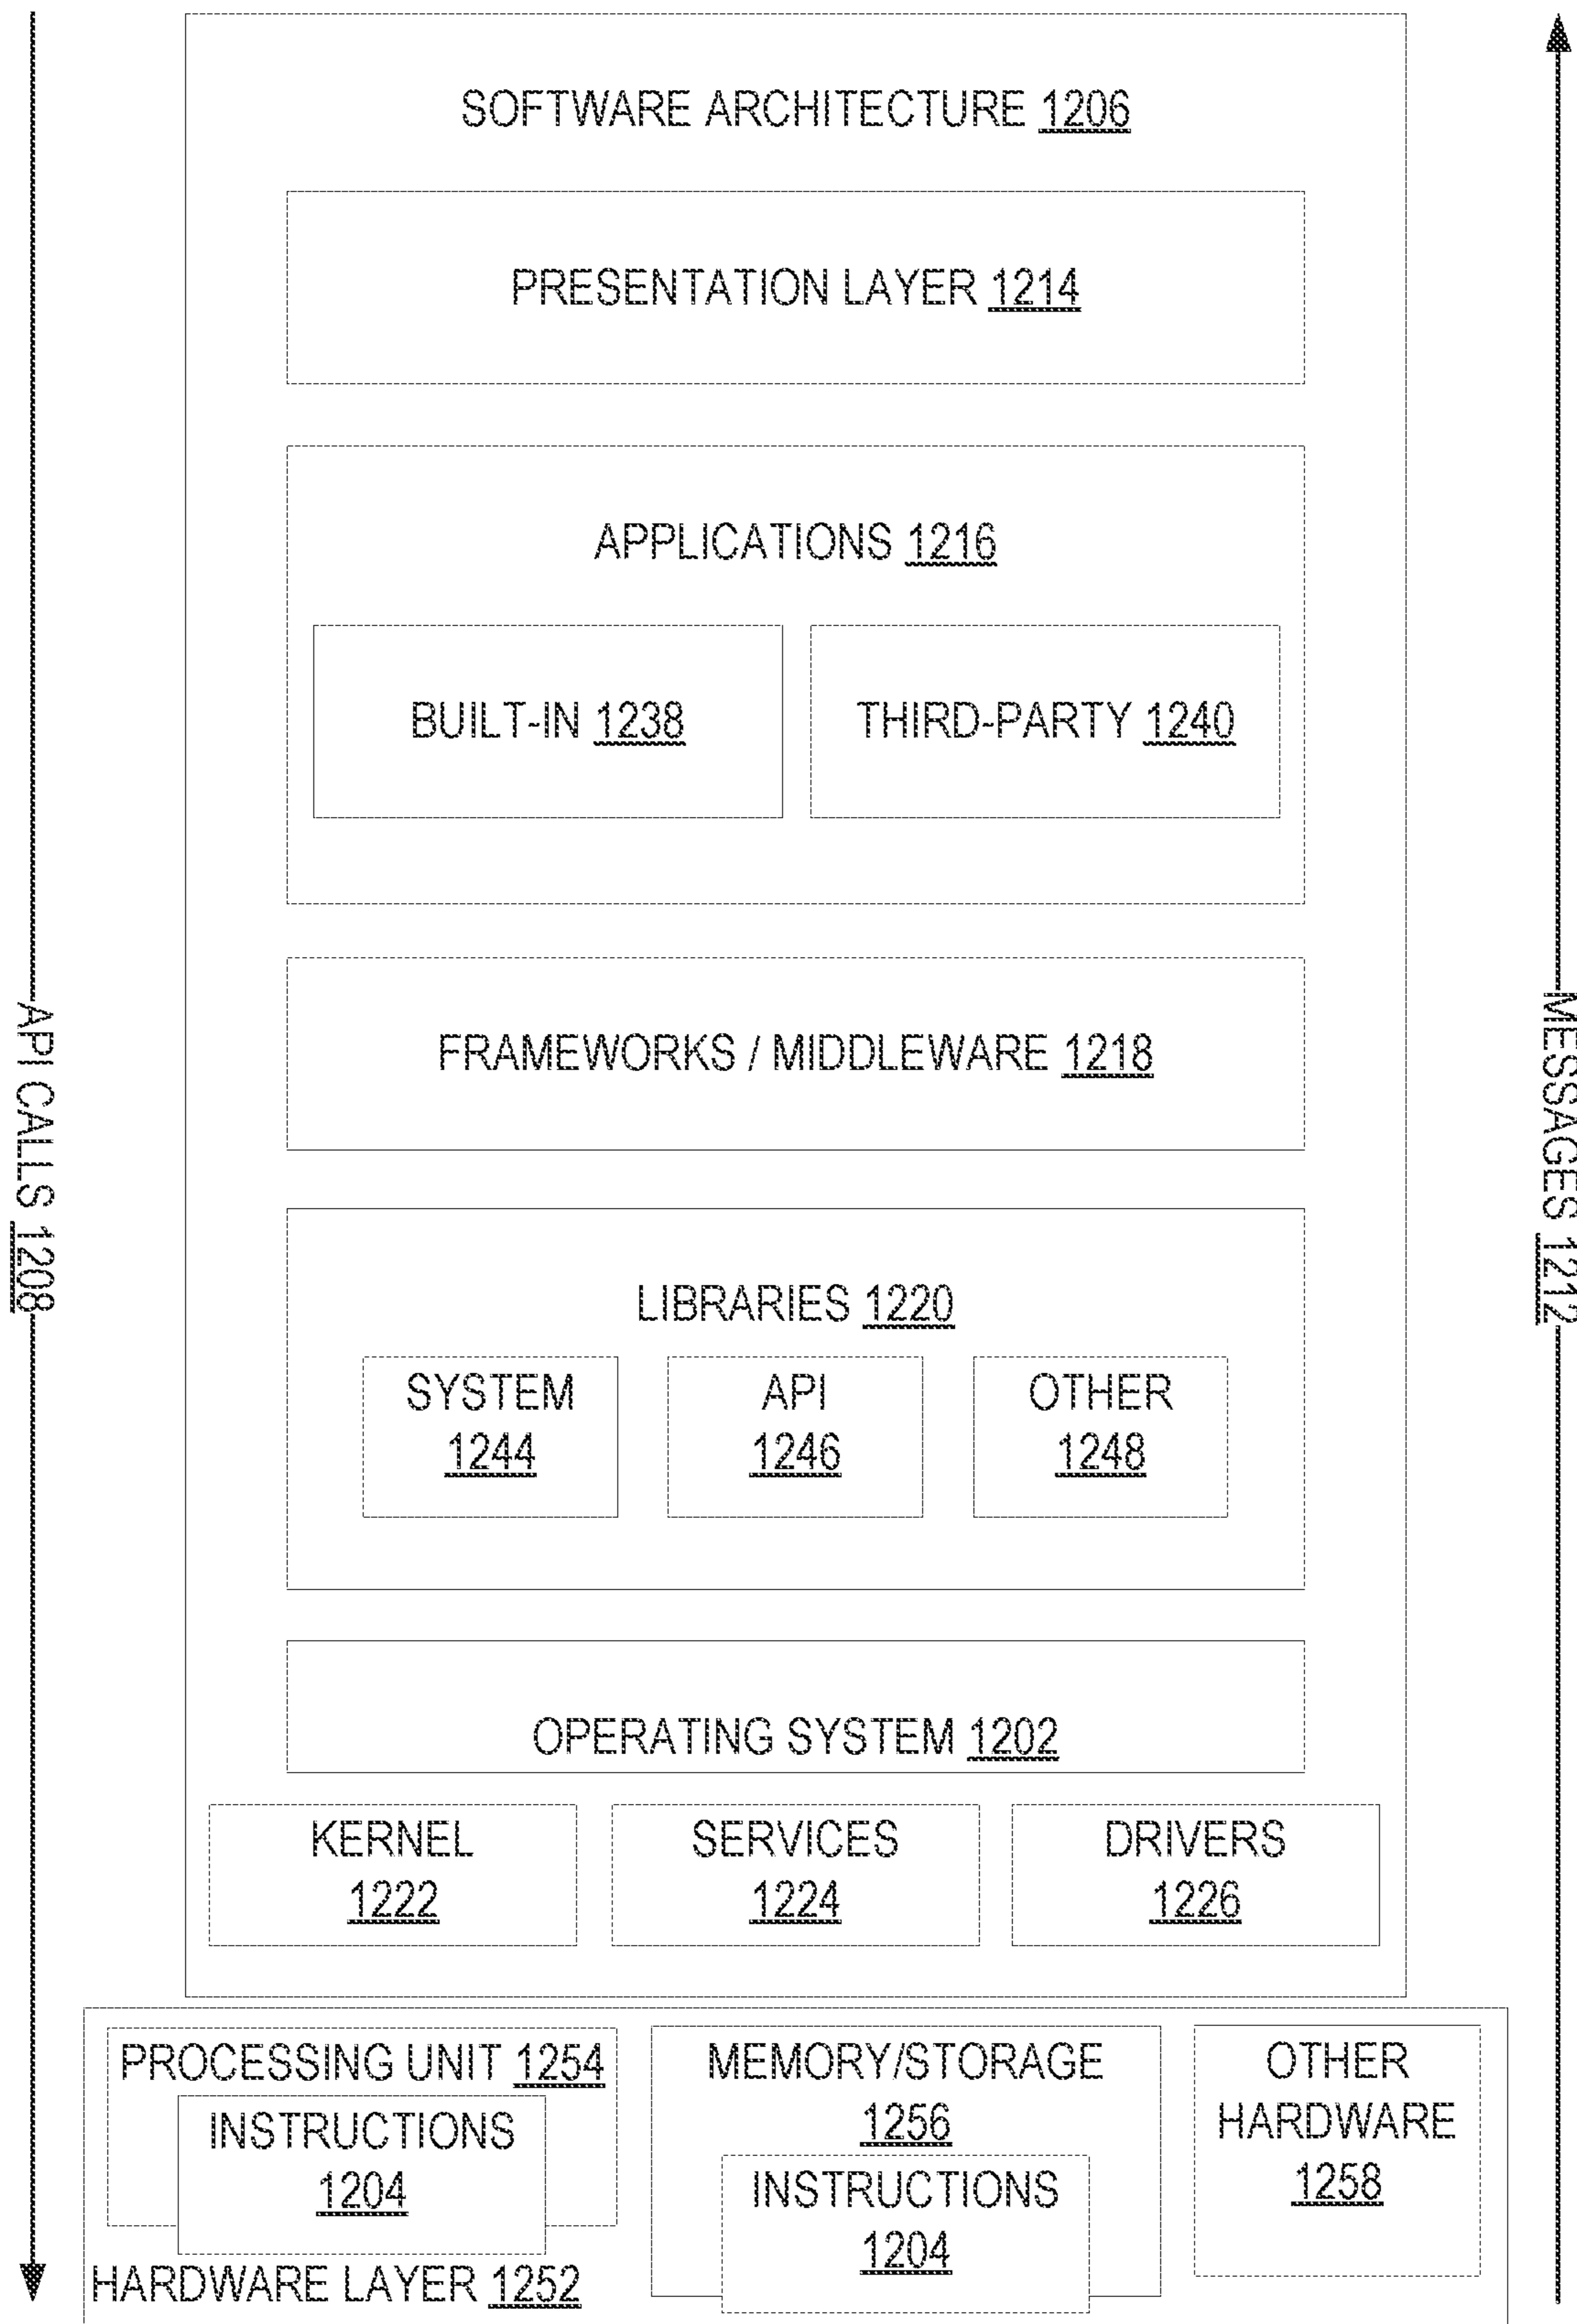 SOFTWARE ARCHITECTURE 1206
PRESENTATION LAYER 1214
APPLICATIONS 1216
BUILT-IN 1238
THIRD-PARTY 1240
FRAMEWORKS / MIDDLEWARE 1218
API CALLS 1208
MESSAGES 1212
LIBRARIES 1220
SYSTEM
1244
API
1246
OTHER
1248
OPERATING SYSTEM 1202
KERNEL
1222
SERVICES
1224
DRIVERS
1226
PROCESSING UNIT 1254
INSTRUCTIONS
1204
MEMORY/STORAGE
1256
INSTRUCTIONS
1204
OTHER
HARDWARE
1258
HARDWARE LAYER 1252